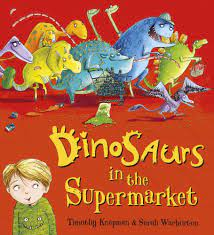 DINOSAURS
in the
SUPERMARKET
Timothy Knapman & Sarah Warburton